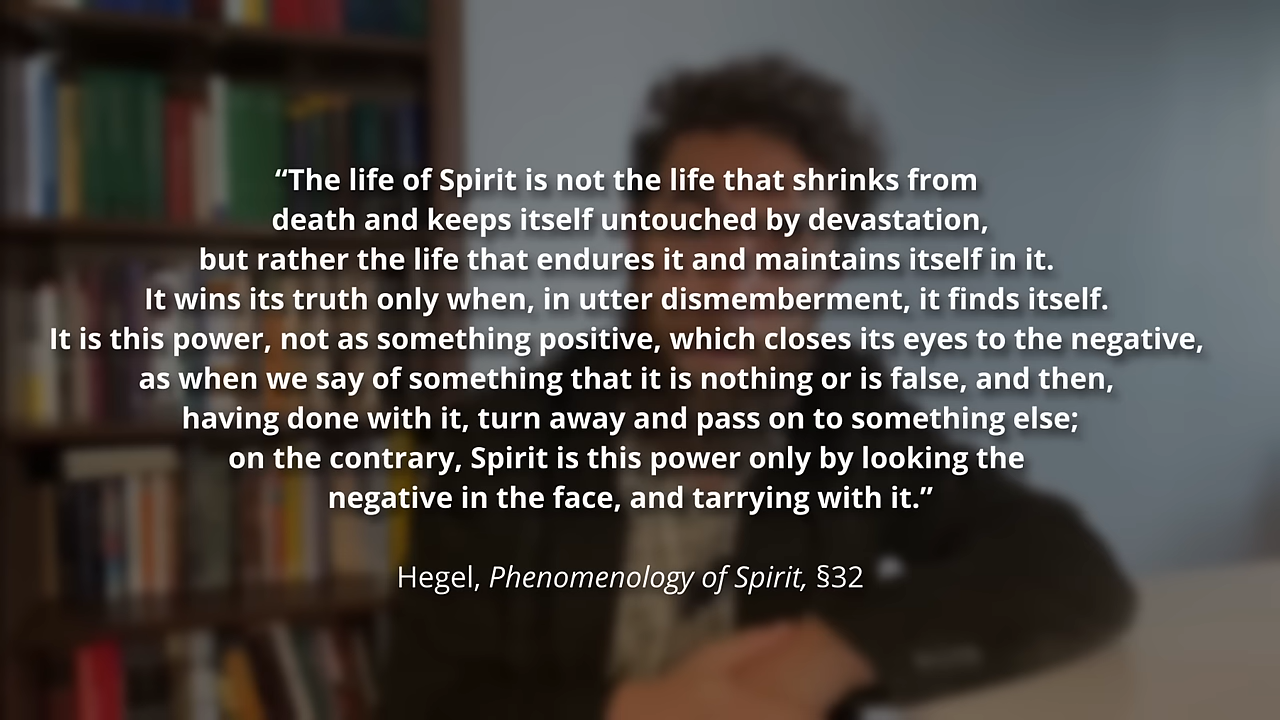 “The life of Spirit is not the life that shrinks from
death and keeps itself untouched by devastation,
but rather the life that endures it and maintains itself in it.
It wins its truth only when, in utter dismemberment, it finds itself.
It is this power, not as something positive, which closes its eyes to the negative,
as when we say of something that it is nothing or is false, and then,
having done with it, turn away and pass on to something else;
on the contrary, Spirit is this power only by looking the
negative in the face, and tarrying with it.”
Hegel, Phenomenology of Spirit, §32